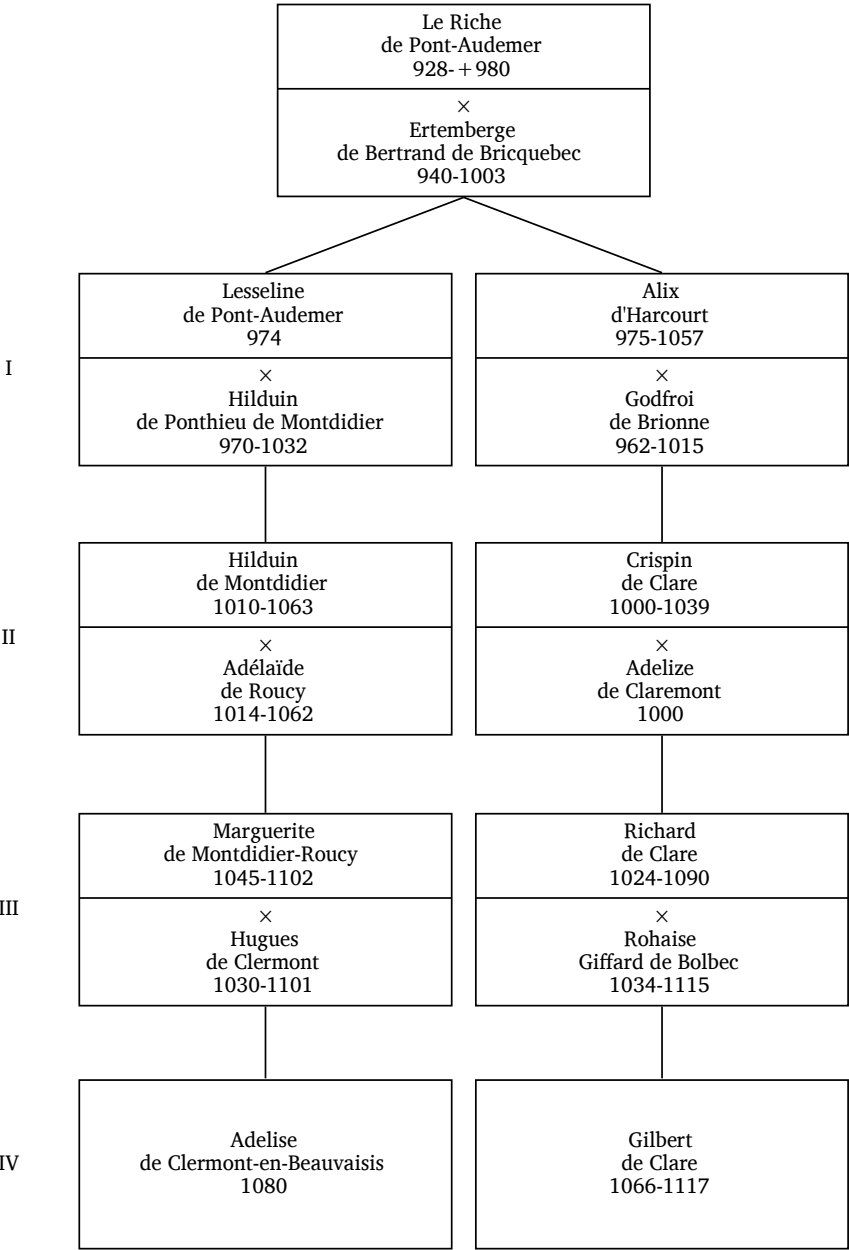 Le Riche
de Pont-Audemer
928-+980
×
Ertemberge
de Bertrand de Bricquebec
940-1003
I
Lesseline
de Pont-Audemer
974
×
Hilduin
de Ponthieu de Montdidier
970-1032
Alix
d'Harcourt
975-1057
×
Godfroi
de Brionne
962-1015
II
Hilduin
de Montdidier
1010-1063
×
Adélaïde
de Roucy
1014-1062
Crispin
de Clare
1000-1039
×
Adelize
de Claremont
1000
III
Marguerite
de Montdidier-Roucy
1045-1102
×
Hugues
de Clermont
1030-1101
Richard
de Clare
1024-1090
×
Rohaise
Giffard de Bolbec
1034-1115
IV
Adelise
de Clermont-en-Beauvaisis
1080
Gilbert
de Clare
1066-1117